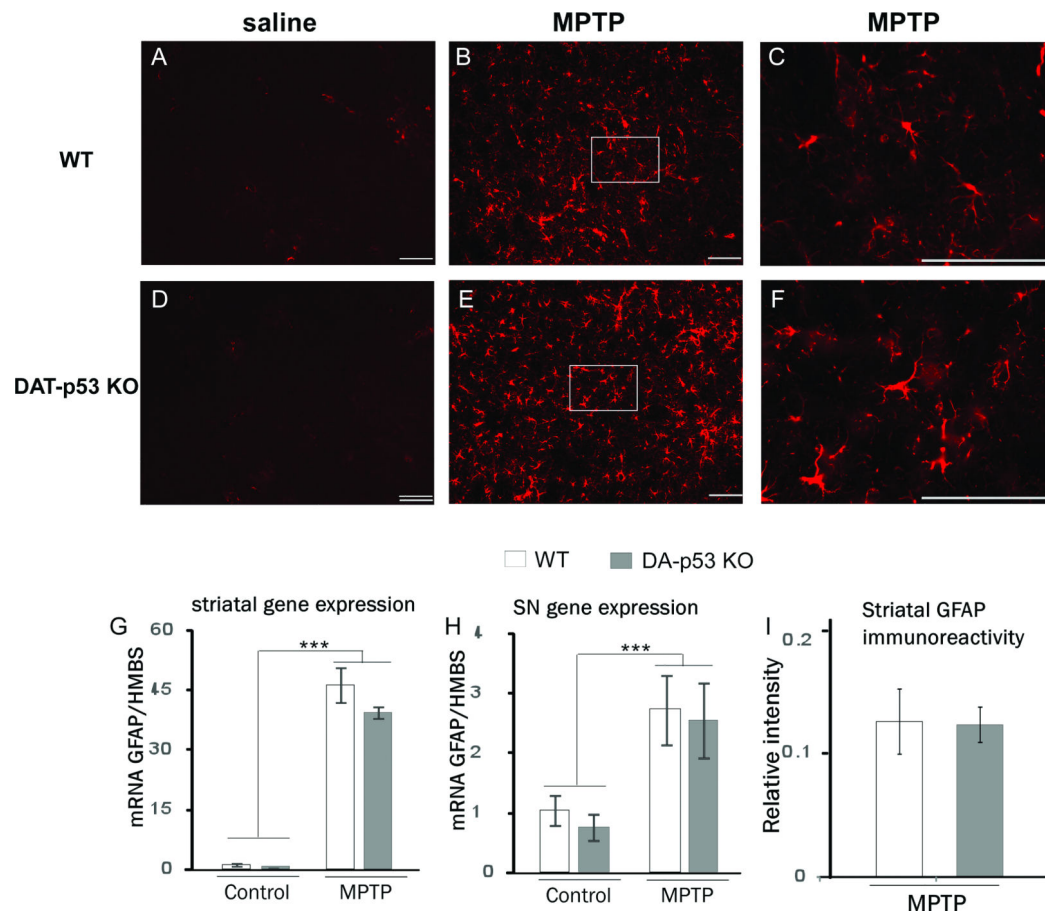 saline MPTP MPTP
A B C
WT
D E F
DAT-p53 KO
WT DA-p53 KO
G striatal gene expression
mRNA GFAP/HMBS
60
45
30
15
0
***
Control MPTP
H SN gene expression
mRNA GFAP/HMBS
4
3
2
1
0
***
Control MPTP
I Striatal GFAP
immunoreactivity
Relative intensity
0.2
0.1
0
MPTP